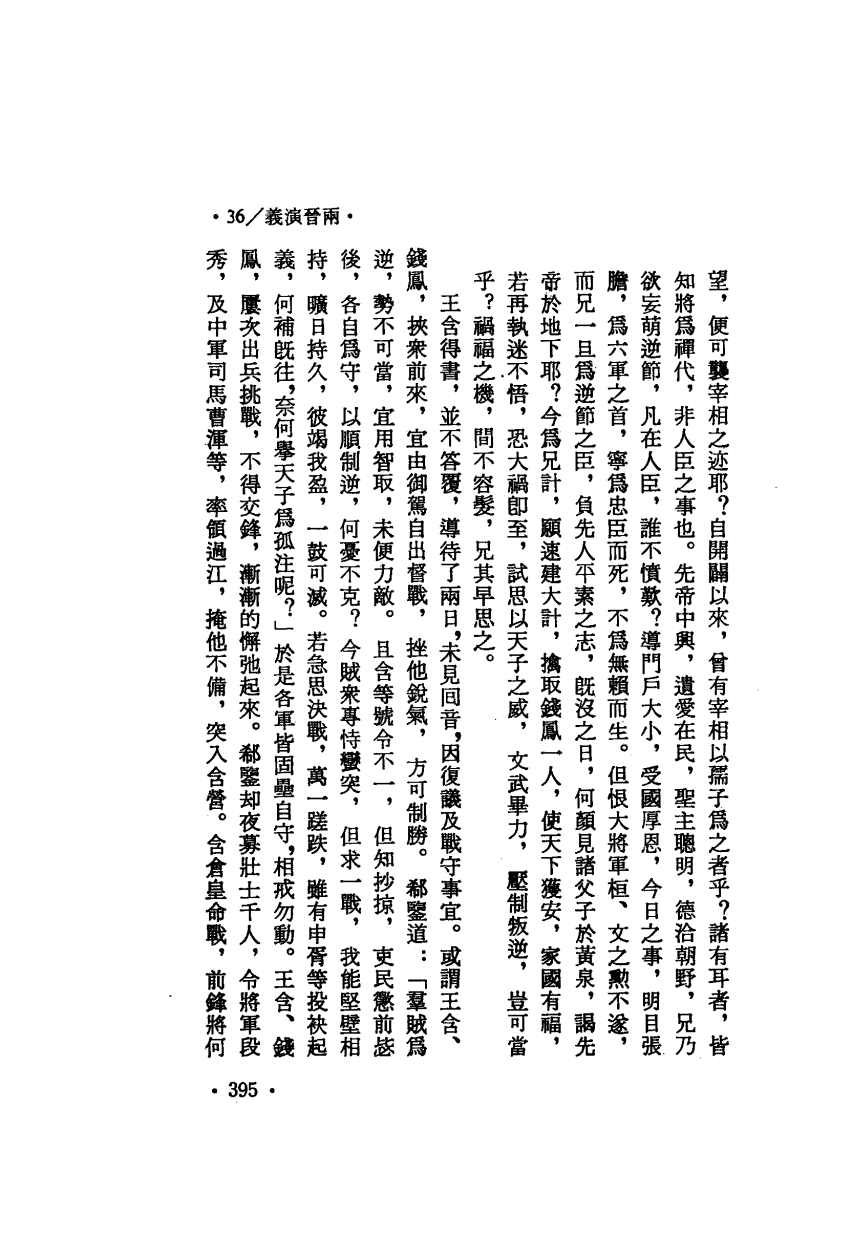 •36/義演晉兩•
望，便可襲宰相之迹耶？自開闢以來，曾有宰相以孺子爲之者乎？諸有耳者，皆
知將爲禪代，非人臣之事也。先帝中興，遺愛在民，聖主聰明，德洽朝野，兄乃
欲妄萌逆節，凡在人臣，誰不憤歎？導門戶大小，受國厚恩，今日之事，明目張
膽，爲六軍之首，寧爲忠臣而死，不爲無賴而生。但恨大將軍桓、文之勳不遂，
而兄一旦爲逆節之臣，負先人平素之志，既沒之日，何顏見諸父子於黃泉，謁先
帝於地下耶？今爲兄計，願速建大計，擒取錢鳳一人，使天下獲安，家國有福，
若再執迷不悟，恐大禍卽至，試思以天子之威，文武畢力，壓制叛逆，豈可當
乎？禍福之機，間不容髮，兄其早思之。
王含得書，並不答覆，導待了兩日，未見回音，因復議及戰守事宜。或謂王含、
錢鳳，挾衆前來，宜由御駕自出督戰，挫他銳氣，方可制勝。郗鑒道：「羣賊爲
逆，勢不可當，宜用智取，未便力敵。且含等號令不一，但知抄掠，吏民懲前毖
後，各自爲守，以順制逆，何憂不克？今賊衆專恃蠻突，但求一戰，我能堅壁相
持，曠日持久，彼竭我盈，一鼓可滅。若急思決戰，萬一蹉跌，雖有申胥等投袂起
義，何補旣往，奈何擧天子爲孤注呢？」於是各軍皆固壘自守，相戒勿動。王含、錢
鳳，屢次出兵挑戰，不得交鋒，漸漸的懈弛起來。郗鑒却夜募壯士千人，令將軍段
秀，及中軍司馬曹渾等，率領過江，掩他不備，突入含營。含倉皇命戰，前鋒將何
•395•